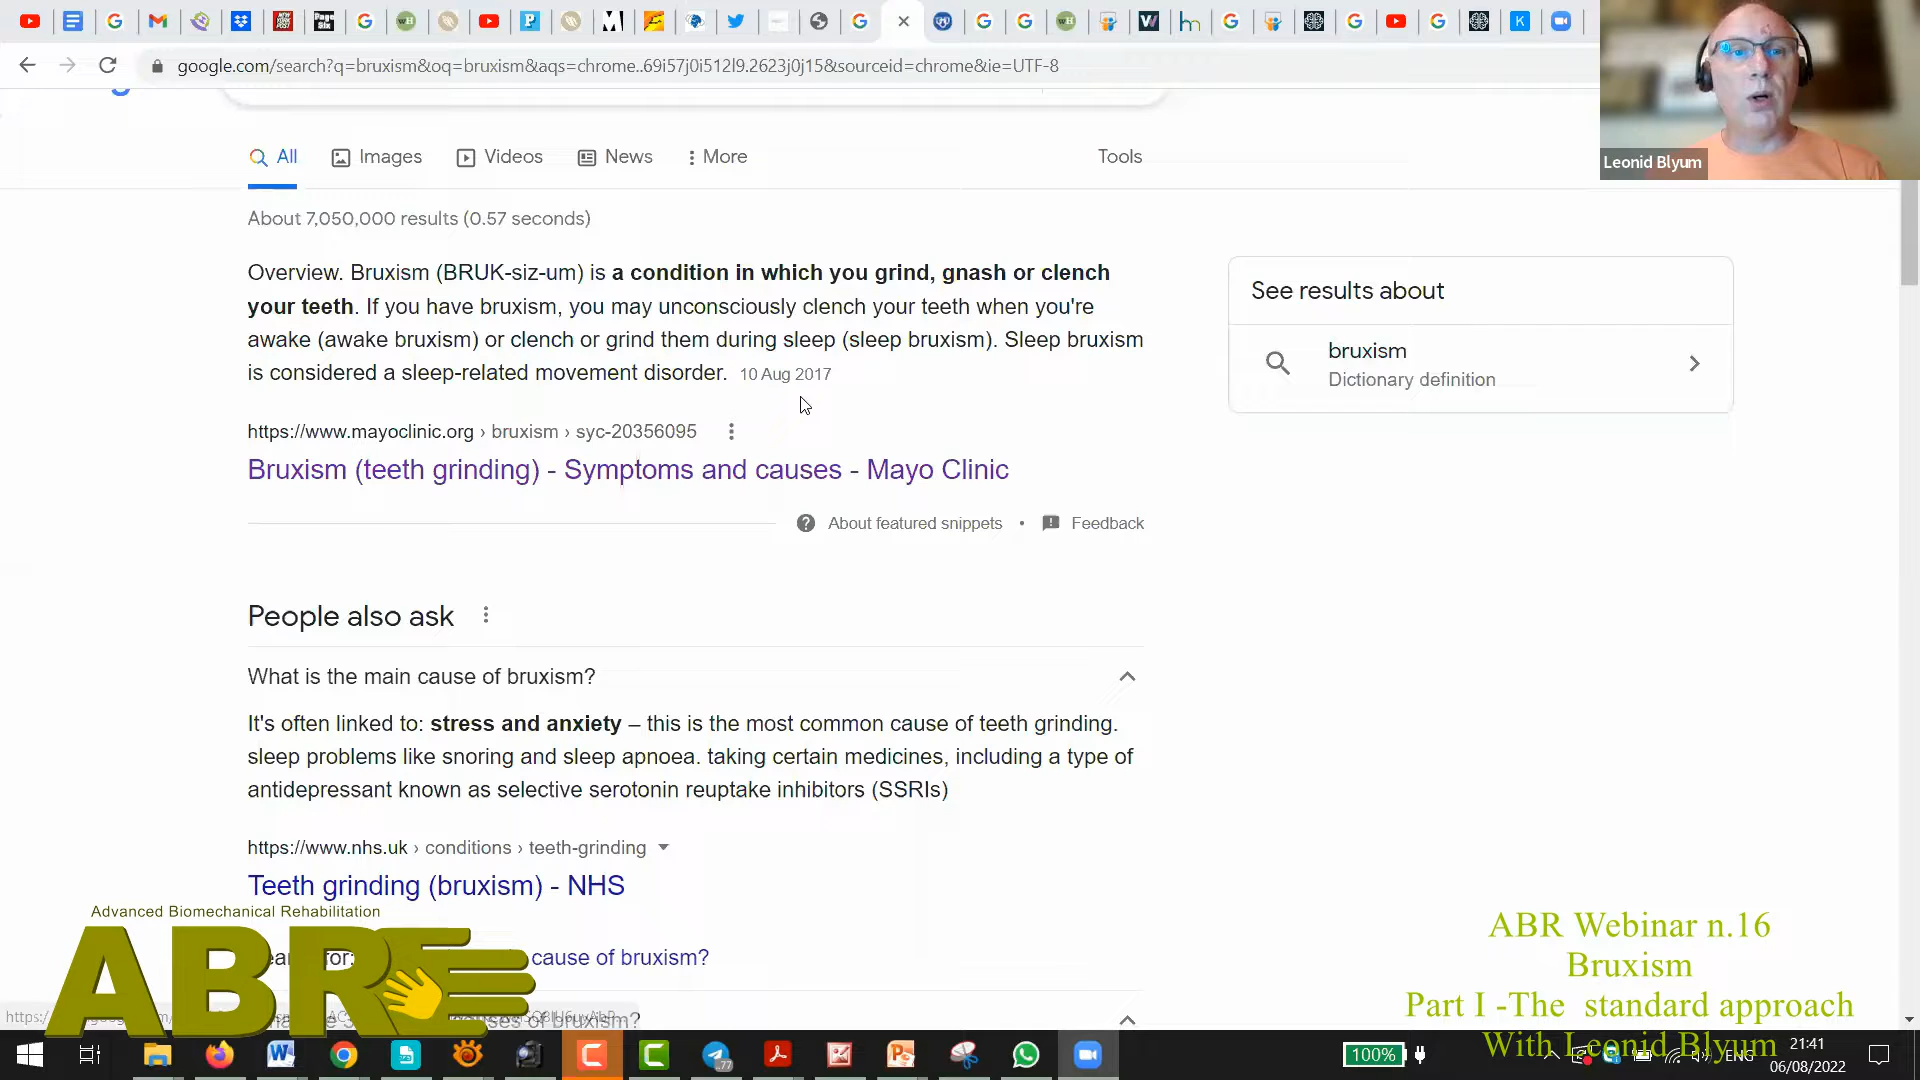 google.com/search?q=bruxism&oq=bruxism&aqs=chrome..69i57j0i512l9.2623j0j15&sourceid=chrome&ie=UTF-8
Leonid Blyum
All
Images
Videos
News
More
Tools
About 7,050,000 results (0.57 seconds)
Overview. Bruxism (BRUK-siz-um) is a condition in which you grind, gnash or clench
your teeth. If you have bruxism, you may unconsciously clench your teeth when you're
awake (awake bruxism) or clench or grind them during sleep (sleep bruxism). Sleep bruxism
is considered a sleep-related movement disorder. 10 Aug 2017
https://www.mayoclinic.org › bruxism › syc-20356095
Bruxism (teeth grinding) - Symptoms and causes - Mayo Clinic
About featured snippets • Feedback
See results about
bruxism
Dictionary definition
People also ask
What is the main cause of bruxism?
It's often linked to: stress and anxiety – this is the most common cause of teeth grinding.
sleep problems like snoring and sleep apnoea. taking certain medicines, including a type of
antidepressant known as selective serotonin reuptake inhibitors (SSRIs)
https://www.nhs.uk › conditions › teeth-grinding
Teeth grinding (bruxism) - NHS
Advanced Biomechanical Rehabilitation
ABR
for: cause of bruxism?
of bruxism?
ABR Webinar n.16
Bruxism
Part I -The standard approach
With Leonid Blyum
100%
ENG
21:41
06/08/2022